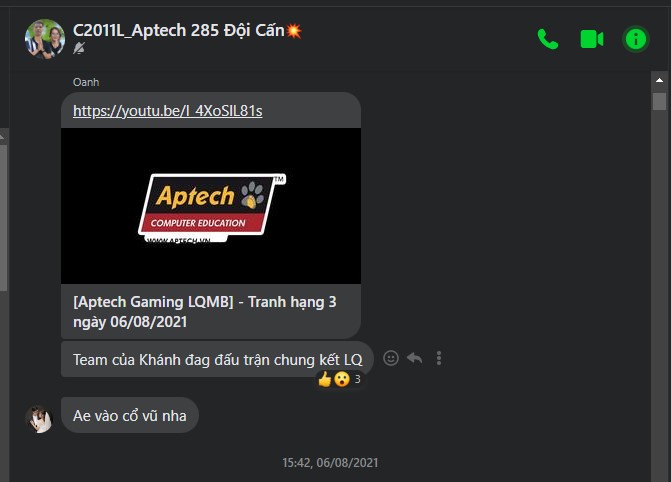 C2011L_Aptech 285 Đội Cấn💥
Oanh
https://youtu.be/I_4XoSIL81s
Aptech TM
COMPUTER EDUCATION
WWW.APTECH.VN
[Aptech Gaming LQMB] - Tranh hạng 3
ngày 06/08/2021
Team của Khánh đag đấu trận chung kết LQ
👍😮 3
Ae vào cổ vũ nha
15:42, 06/08/2021